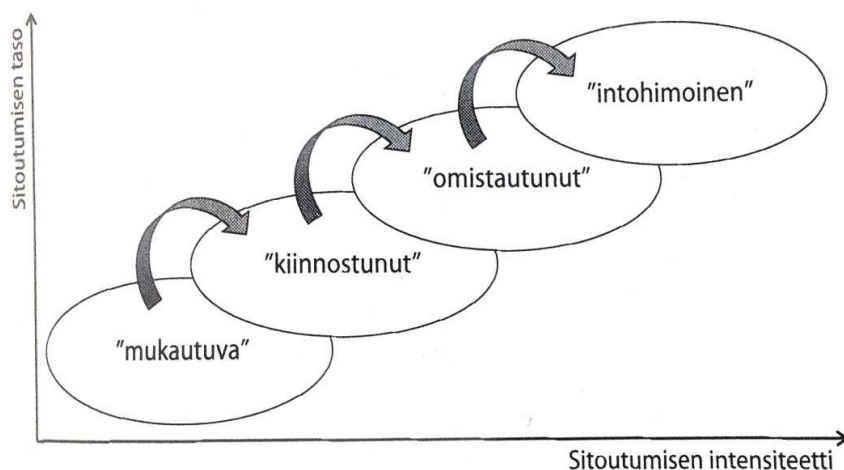 Sitoutumisen taso
"intohimoinen"
"omistautunut"
"kiinnostunut"
"mukautuva"
Sitoutumisen intensiteetti